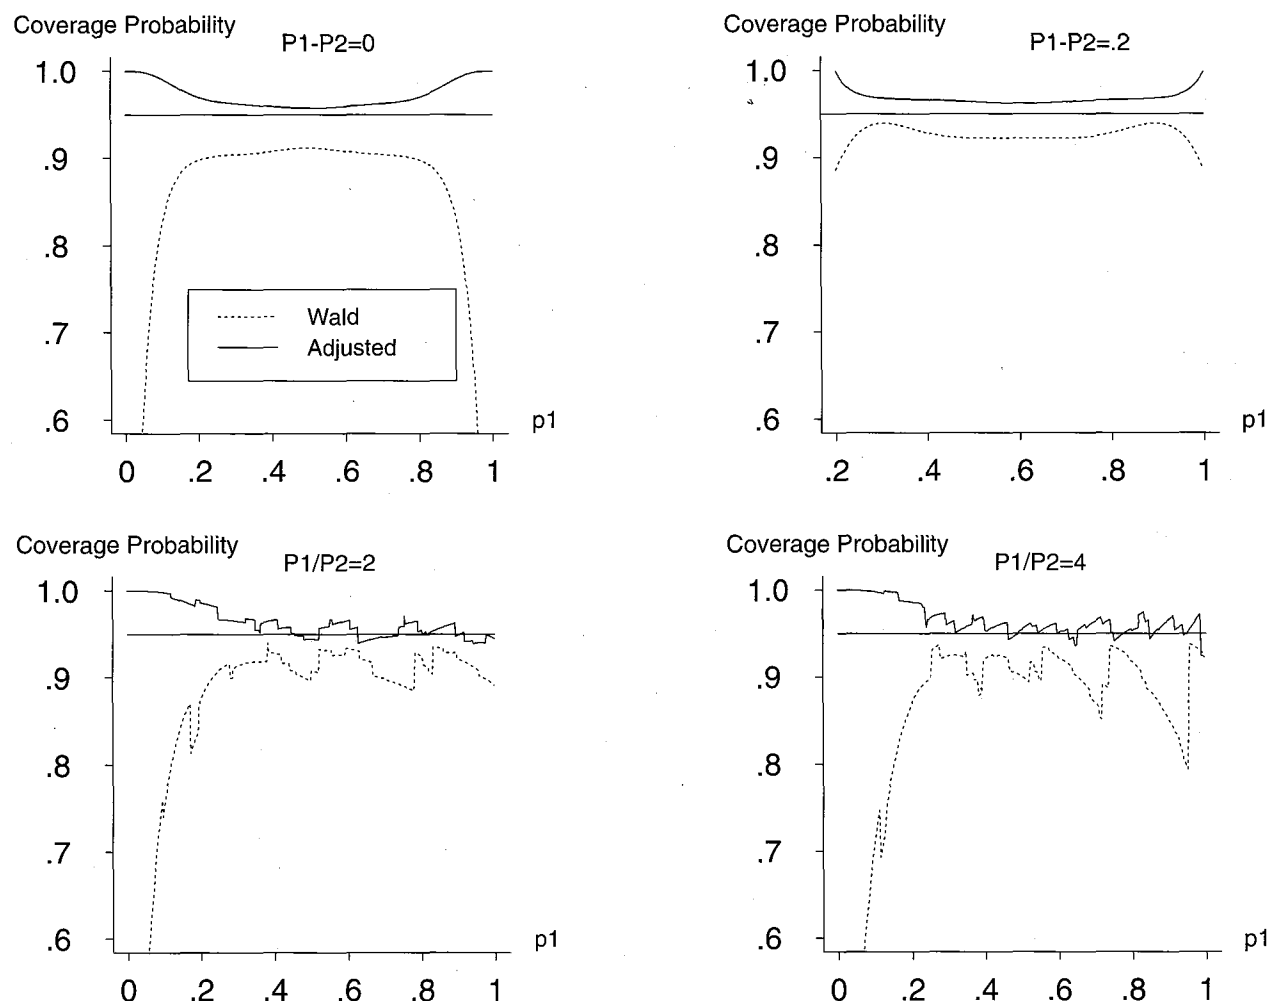 Coverage Probability
P1-P2=0
1.0
.9
.8
.7
.6
Wald
Adjusted
p1
0 .2 .4 .6 .8 1
Coverage Probability
P1-P2=.2
1.0
.9
.8
.7
.6
p1
.2 .4 .6 .8 1
Coverage Probability
P1/P2=2
1.0
.9
.8
.7
.6
p1
0 .2 .4 .6 .8 1
Coverage Probability
P1/P2=4
1.0
.9
.8
.7
.6
p1
0 .2 .4 .6 .8 1